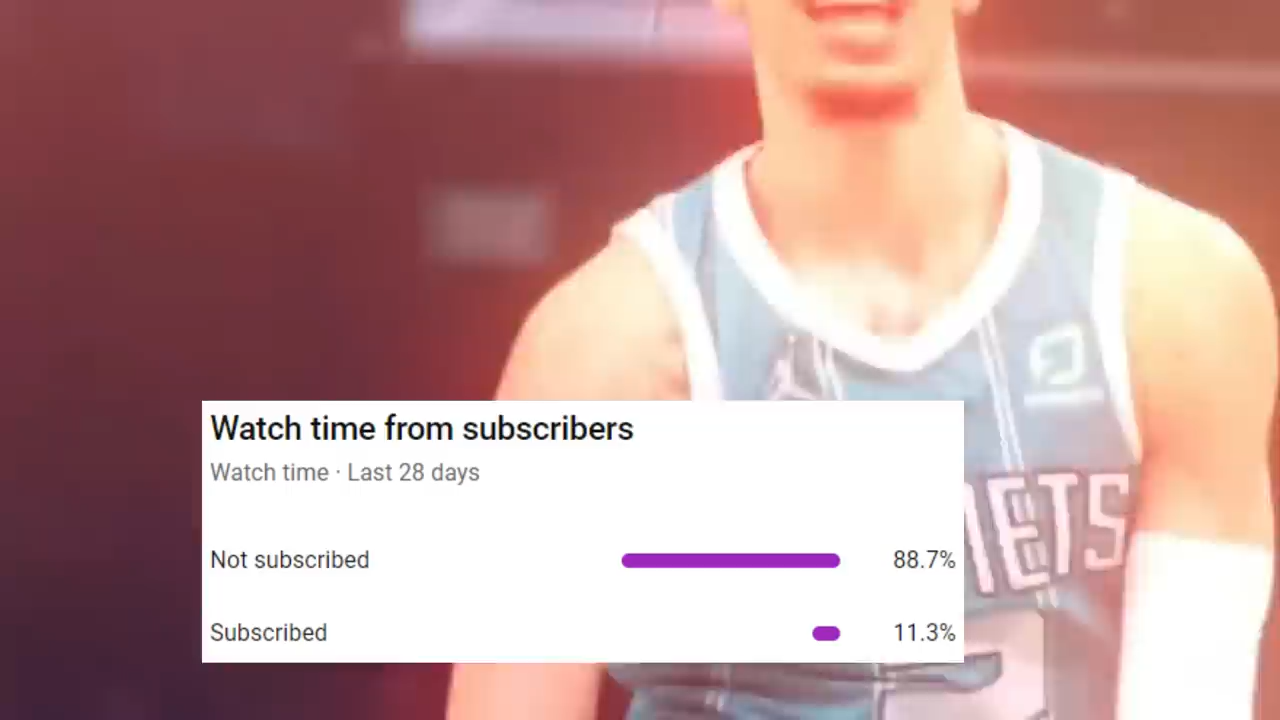 Watch time from subscribers
Watch time · Last 28 days
Not subscribed 88.7%
Subscribed 11.3%